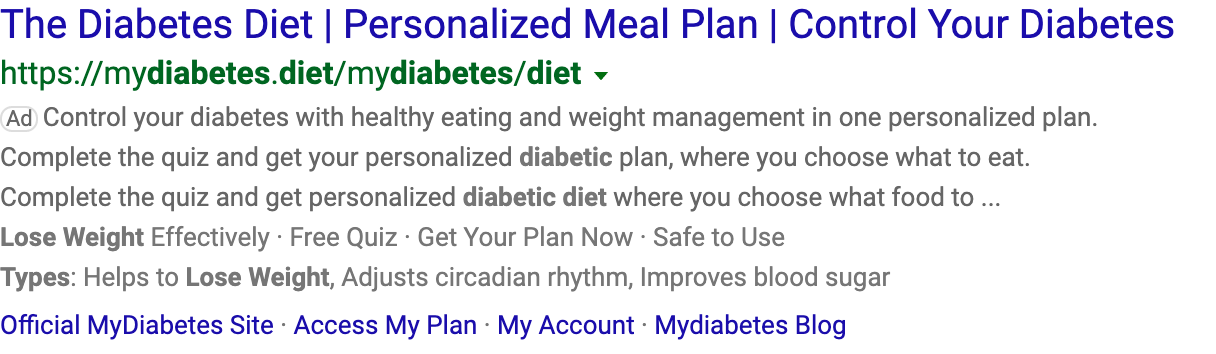 The Diabetes Diet | Personalized Meal Plan | Control Your Diabetes
https://mydiabetes.diet/mydiabetes/diet
Ad Control your diabetes with healthy eating and weight management in one personalized plan.
Complete the quiz and get your personalized diabetic plan, where you choose what to eat.
Complete the quiz and get personalized diabetic diet where you choose what food to ...
Lose Weight Effectively · Free Quiz · Get Your Plan Now · Safe to Use
Types: Helps to Lose Weight, Adjusts circadian rhythm, Improves blood sugar
Official MyDiabetes Site · Access My Plan · My Account · Mydiabetes Blog